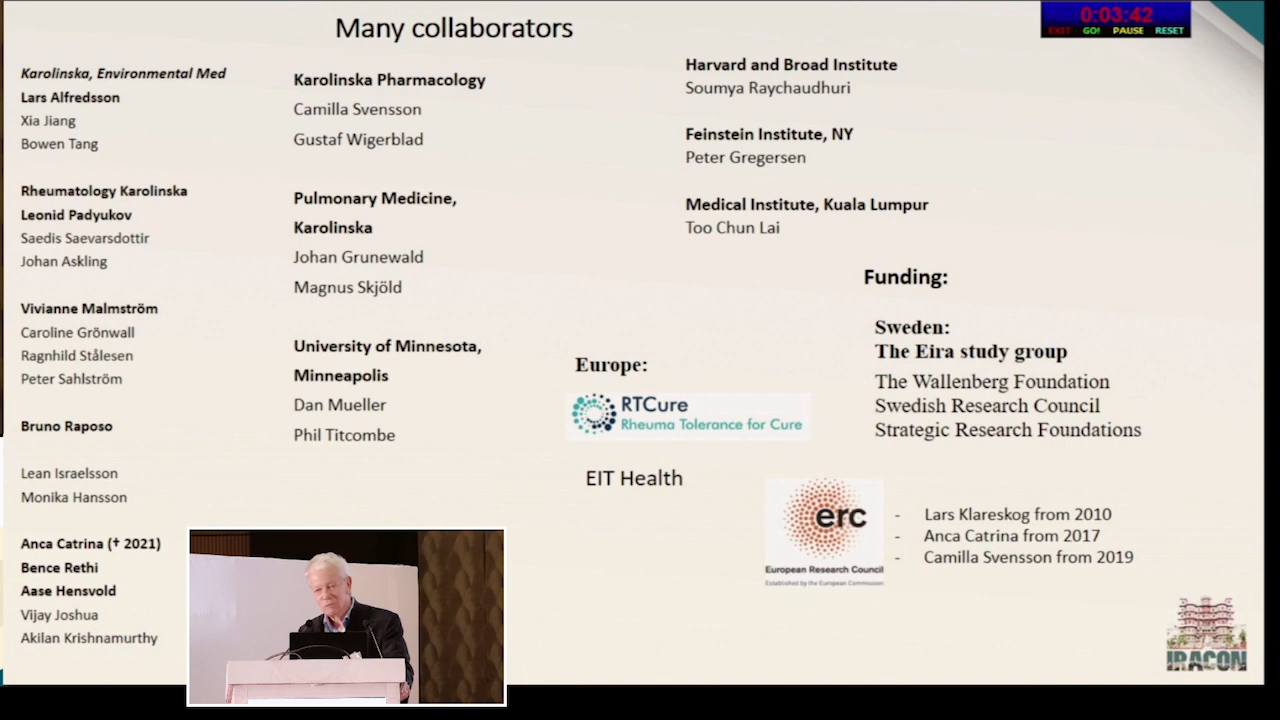 Many collaborators
0:03:42
EXIT GO! PAUSE RESET
Karolinska, Environmental Med
Lars Alfredsson
Xia Jiang
Bowen Tang
Rheumatology Karolinska
Leonid Padyukov
Saedis Saevarsdottir
Johan Askling
Vivianne Malmström
Caroline Grönwall
Ragnhild Stålesen
Peter Sahlström
Bruno Raposo
Lean Israelsson
Monika Hansson
Anca Catrina († 2021)
Bence Rethi
Aase Hensvold
Vijay Joshua
Akilan Krishnamurthy
Karolinska Pharmacology
Camilla Svensson
Gustaf Wigerblad
Pulmonary Medicine,
Karolinska
Johan Grunewald
Magnus Skjöld
University of Minnesota,
Minneapolis
Dan Mueller
Phil Titcombe
Harvard and Broad Institute
Soumya Raychaudhuri
Feinstein Institute, NY
Peter Gregersen
Medical Institute, Kuala Lumpur
Too Chun Lai
Europe:
RTCure
Rheuma Tolerance for Cure
EIT Health
Funding:
Sweden:
The Eira study group
The Wallenberg Foundation
Swedish Research Council
Strategic Research Foundations
erc
European Research Council
Established by the European Commission
- Lars Klareskog from 2010
- Anca Catrina from 2017
- Camilla Svensson from 2019
IRACON